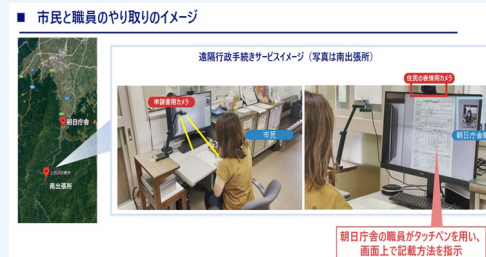 ■ 市民と職員のやり取りのイメージ
遠隔行政手続きサービスイメージ（写真は南出張所）
朝日庁舎
南出張所
申請書用カメラ
市民
住民の表情用カメラ
朝日庁舎
朝日庁舎の職員がタッチペンを用い、
画面上で記載方法を指示